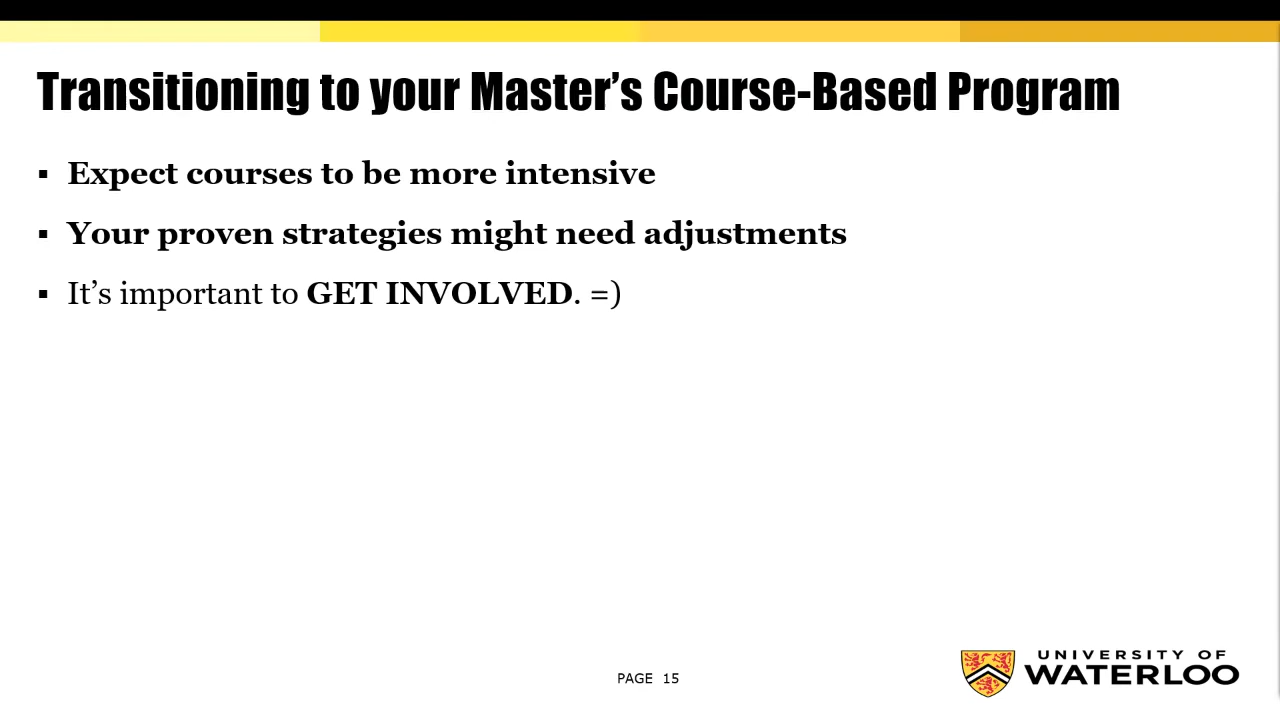 Transitioning to your Master’s Course-Based Program
▪ Expect courses to be more intensive
▪ Your proven strategies might need adjustments
▪ It’s important to GET INVOLVED. =)
PAGE 15
UNIVERSITY OF
WATERLOO